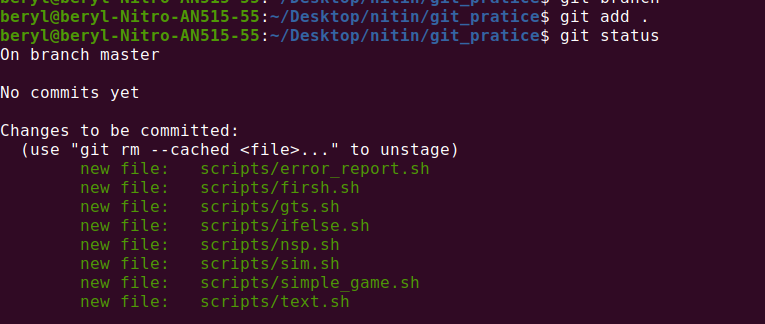 beryl@beryl-Nitro-AN515-55:~/Desktop/nitin/git_pratice$ git branch
beryl@beryl-Nitro-AN515-55:~/Desktop/nitin/git_pratice$ git add .
beryl@beryl-Nitro-AN515-55:~/Desktop/nitin/git_pratice$ git status
On branch master

No commits yet

Changes to be committed:
  (use "git rm --cached <file>..." to unstage)
        new file:   scripts/error_report.sh
        new file:   scripts/firsh.sh
        new file:   scripts/gts.sh
        new file:   scripts/ifelse.sh
        new file:   scripts/nsp.sh
        new file:   scripts/sim.sh
        new file:   scripts/simple_game.sh
        new file:   scripts/text.sh